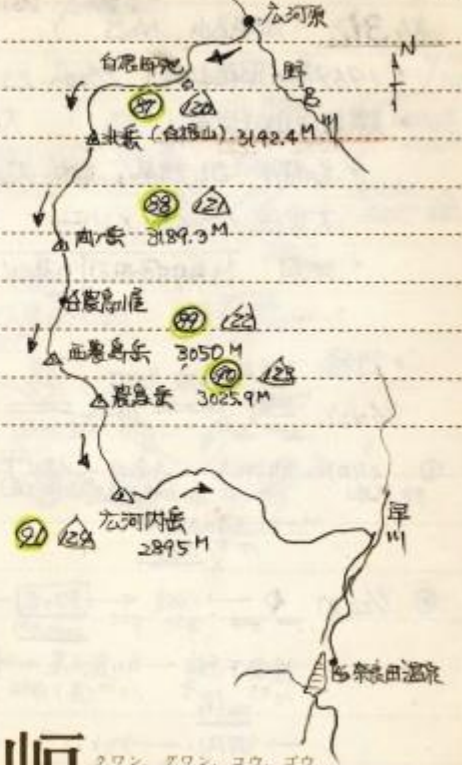 広河原
N
白根御池
野呂川
87 120
北岳(白根山) 3192.4M
88 121
間ノ岳 3189.3M
農鳥小屋
89 122
西農鳥岳 3050M
90 123
農鳥岳 3025.9M
広河内岳
2895M
91 124
早川
奈良田温泉
恒 クワン、グワン、コウ、ゴウ